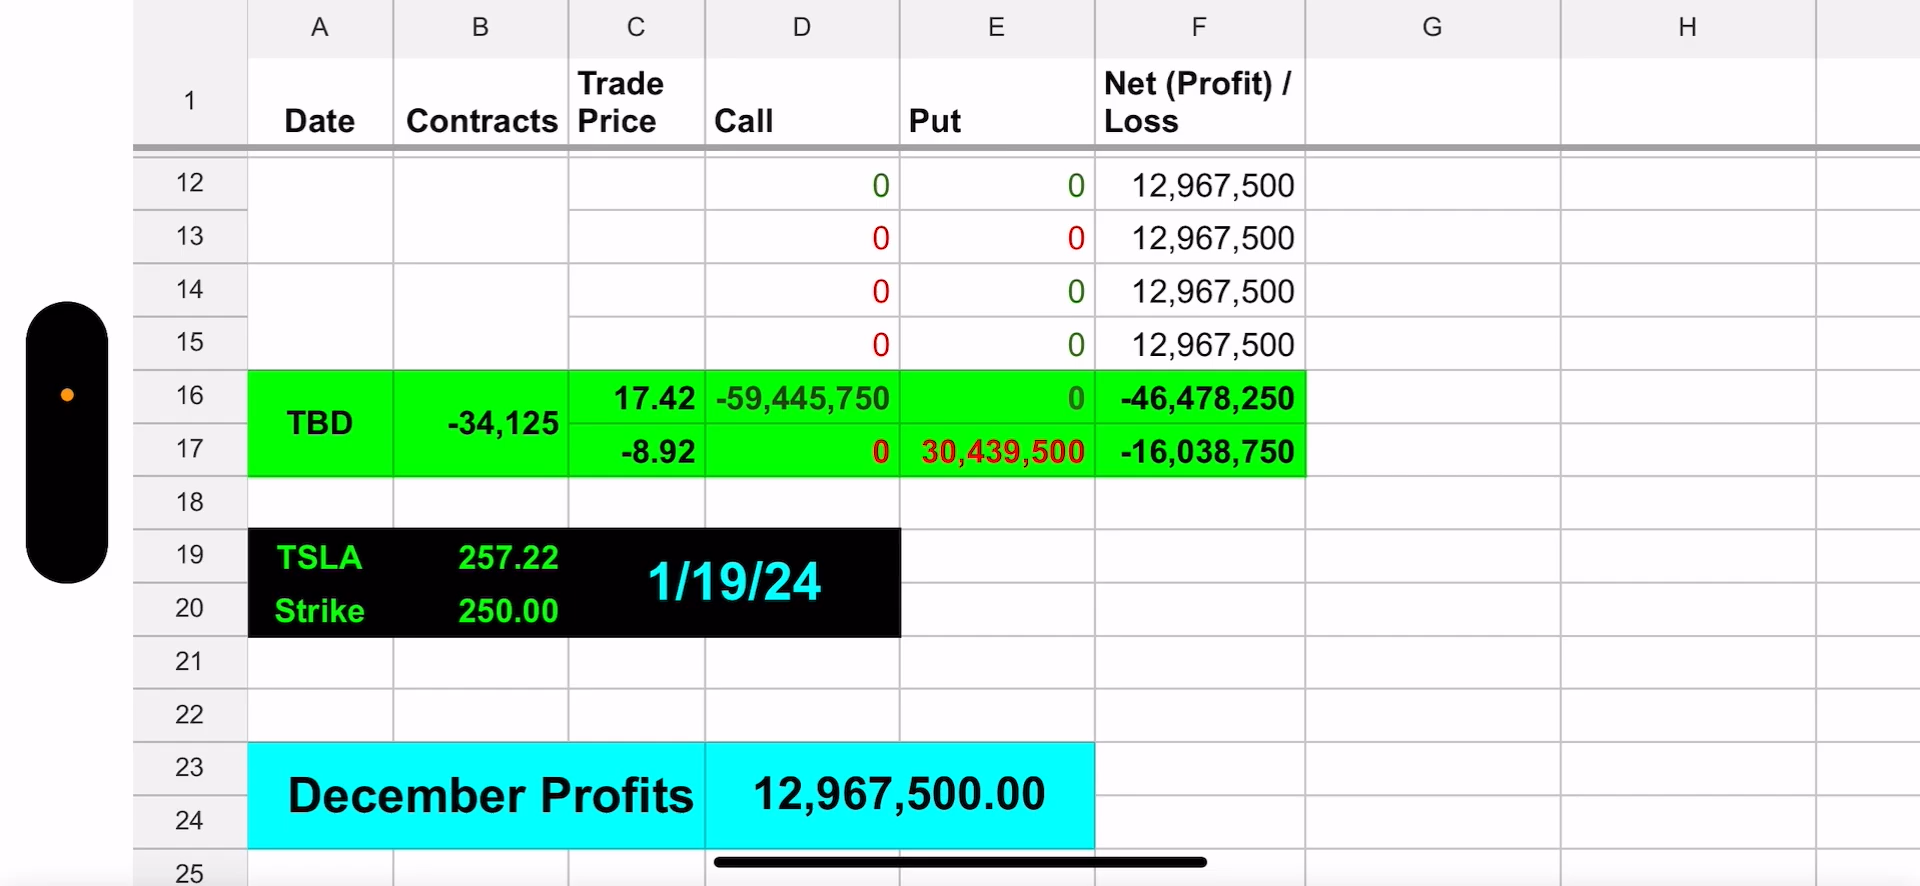 A B C D E F G H
1 Date Contracts Trade Price Call Put Net (Profit) / Loss
12 0 0 12,967,500
13 0 0 12,967,500
14 0 0 12,967,500
15 0 0 12,967,500
16 TBD -34,125 17.42 -59,445,750 0 -46,478,250
17 -8.92 0 30,439,500 -16,038,750
18
19 TSLA 257.22 1/19/24
20 Strike 250.00
21
22
23 December Profits 12,967,500.00
24
25